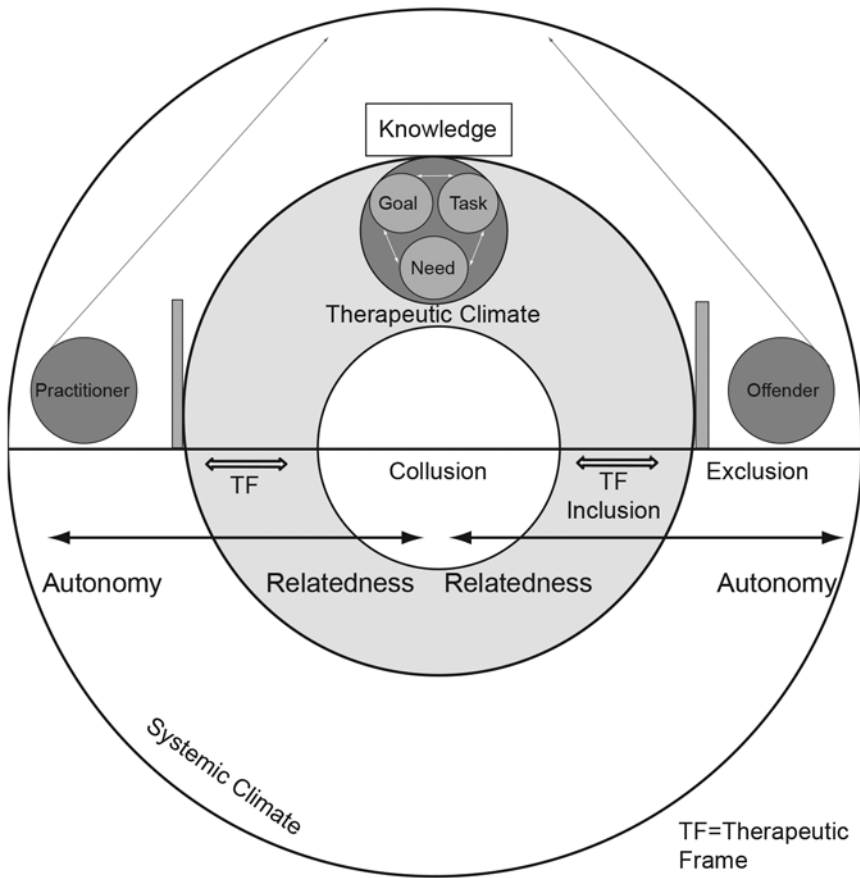 Knowledge
Goal
Task
Need
Therapeutic Climate
Practitioner
Offender
Collusion
Exclusion
TF
TF
Inclusion
Autonomy
Relatedness
Relatedness
Autonomy
Systemic Climate
TF=Therapeutic
Frame